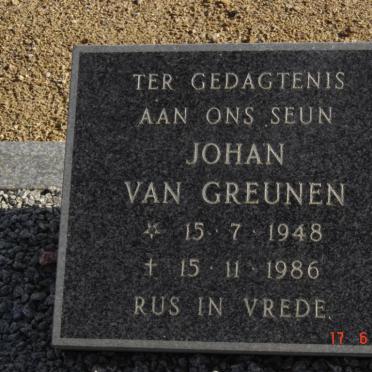 TER GEDAGTENIS
AAN ONS SEUN
JOHAN
VAN GREUNEN
☆ 15 · 7 · 1948
† 15 · 11 · 1986
RUS IN VREDE.
17 6